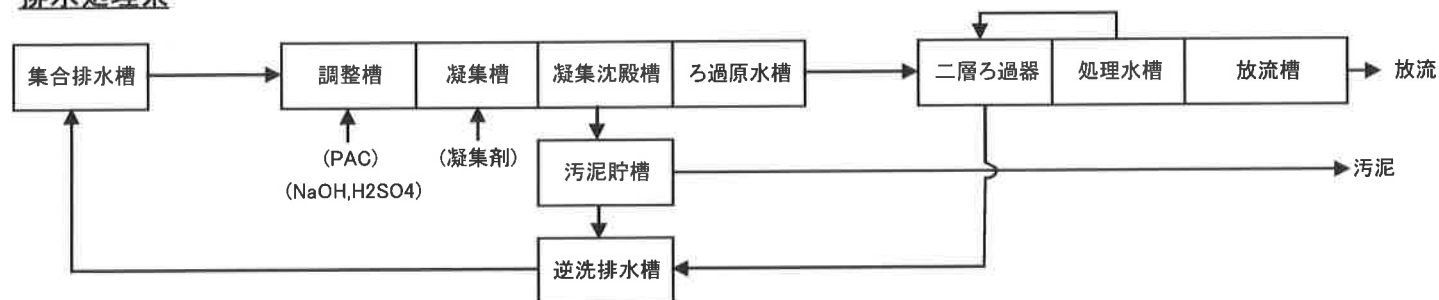 排水処理系
集合排水槽
調整槽
凝集槽
凝集沈殿槽
ろ過原水槽
二層ろ過器
処理水槽
放流槽
放流
(PAC)
(NaOH,H2SO4)
(凝集剤)
汚泥貯槽
汚泥
逆洗排水槽